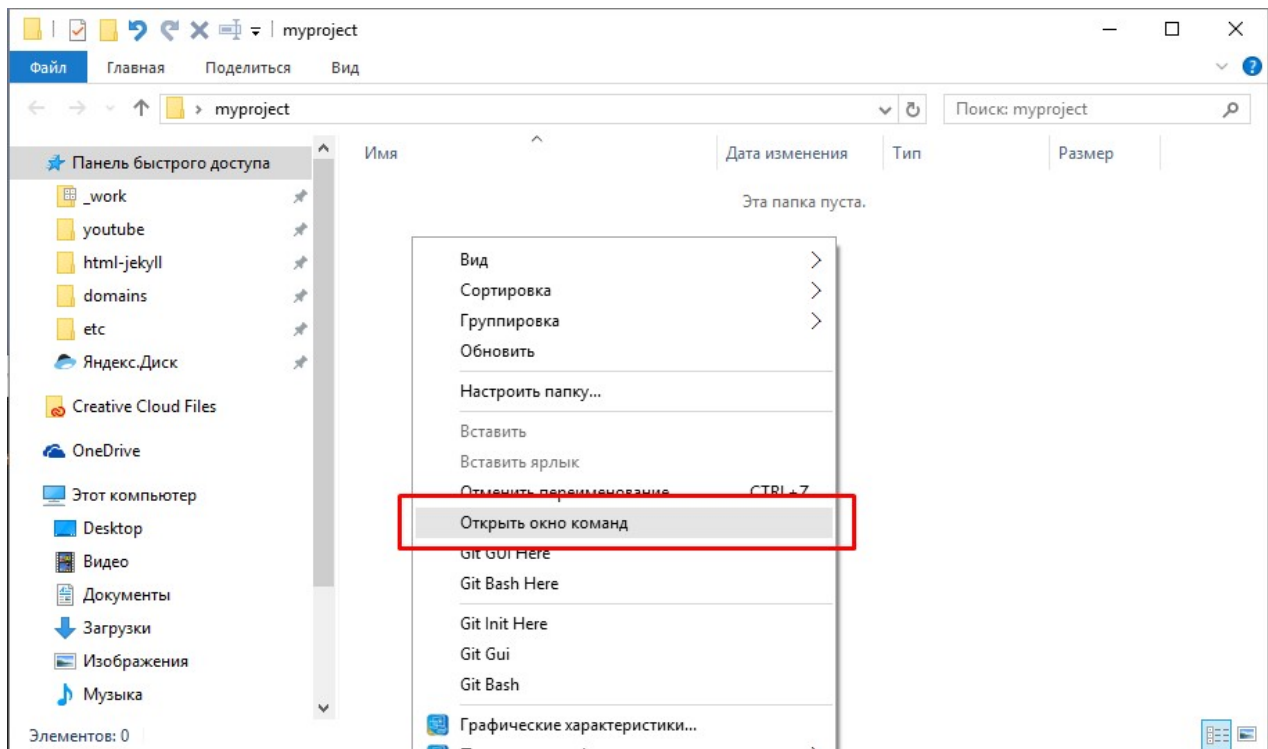 myproject
Файл Главная Поделиться Вид
myproject Поиск: myproject
Имя Дата изменения Тип Размер
Эта папка пуста.
Панель быстрого доступа
_work
youtube
html-jekyll
domains
etc
Яндекс.Диск
Creative Cloud Files
OneDrive
Этот компьютер
Desktop
Видео
Документы
Загрузки
Изображения
Музыка
Вид
Сортировка
Группировка
Обновить
Настроить папку...
Вставить
Вставить ярлык
Отменить переименование CTRL+Z
Открыть окно команд
Git GUI Here
Git Bash Here
Git Init Here
Git Gui
Git Bash
Графические характеристики...
Элементов: 0